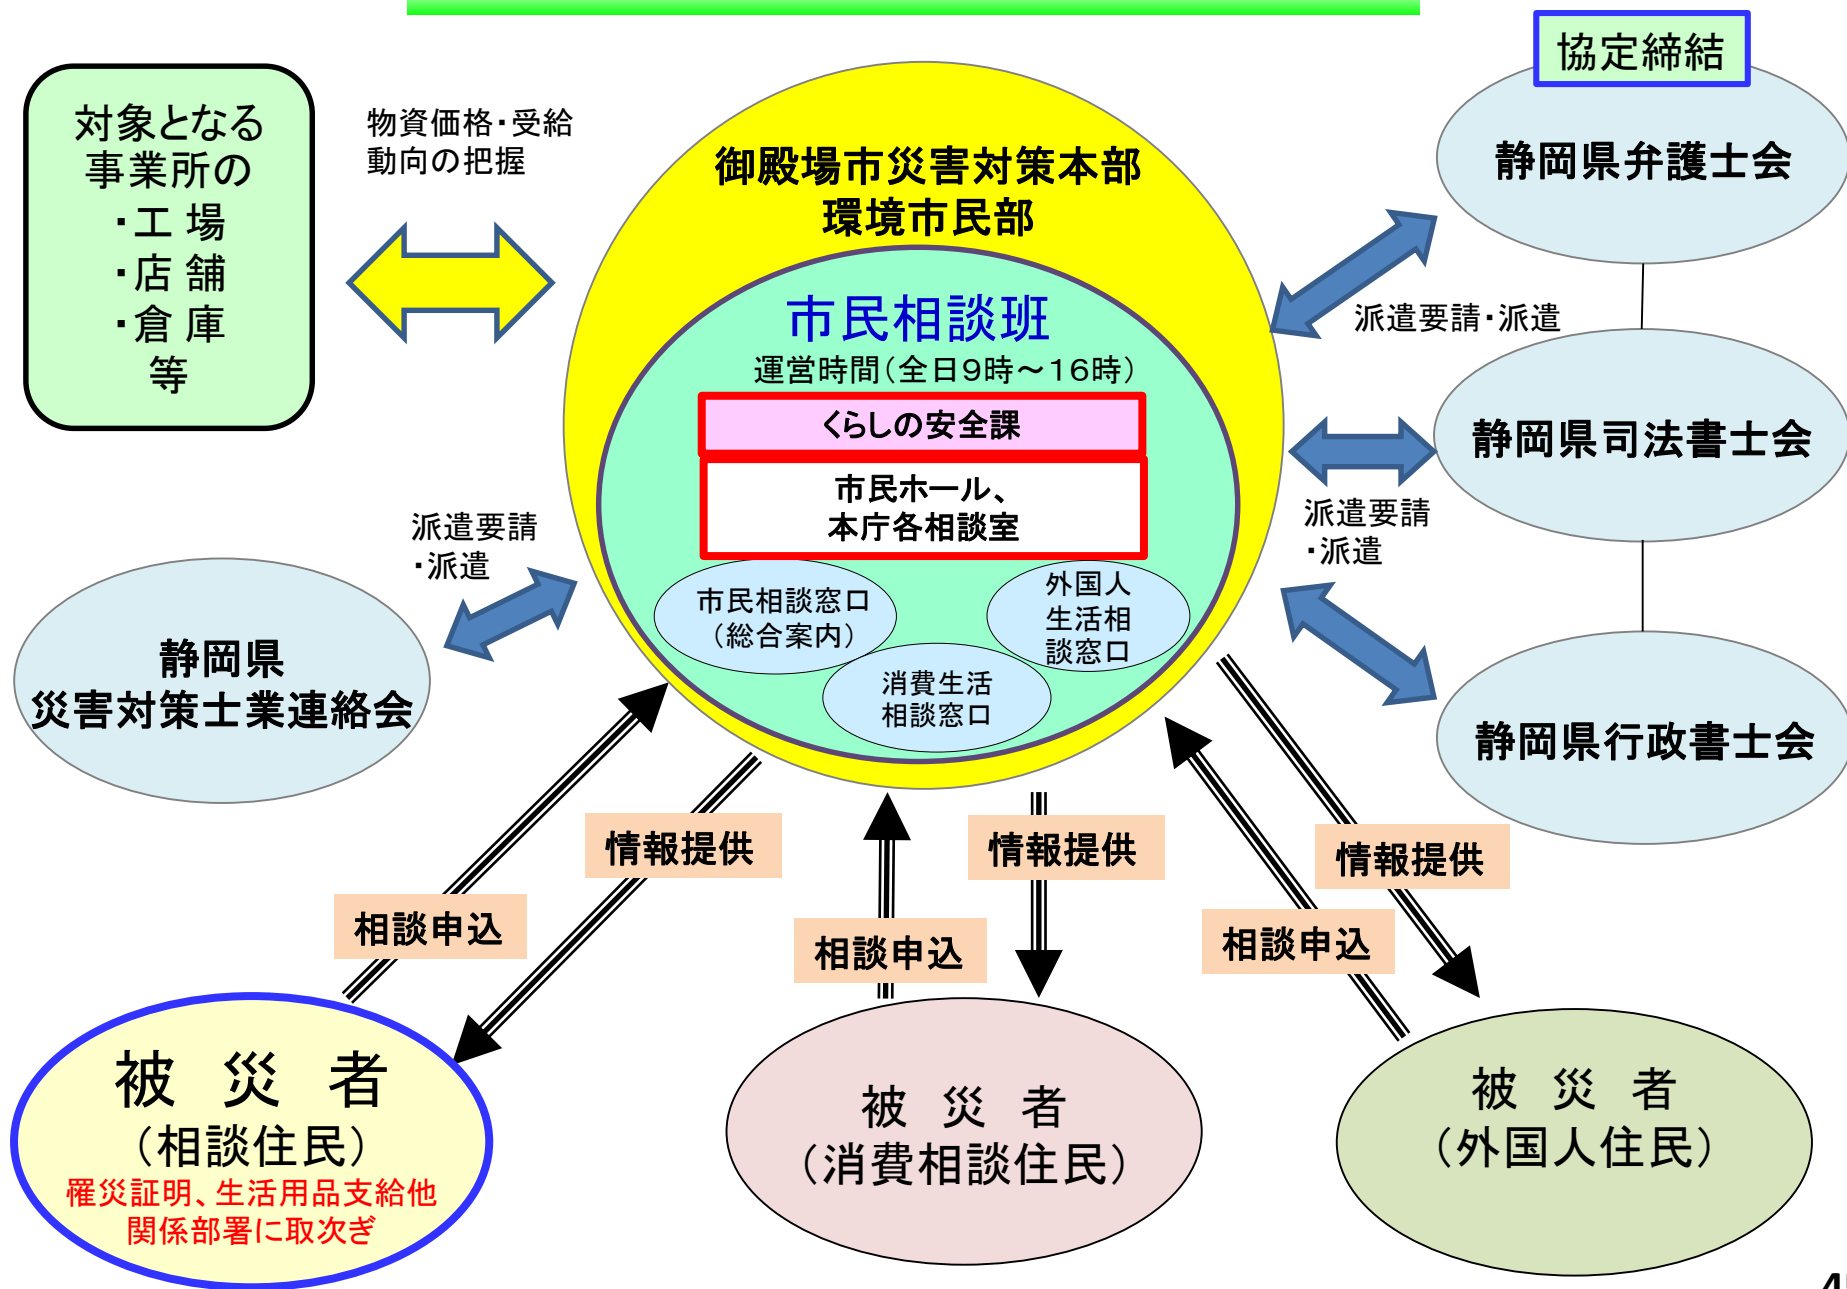 協定締結
対象となる
事業所の
・工 場
・店 舗
・倉 庫
等
物資価格・受給
動向の把握
御殿場市災害対策本部
環境市民部
市民相談班
運営時間(全日9時~16時)
くらしの安全課
市民ホール、
本庁各相談室
市民相談窓口
(総合案内)
外国人
生活相
談窓口
消費生活
相談窓口
静岡県弁護士会
派遣要請・派遣
静岡県司法書士会
派遣要請
・派遣
静岡県行政書士会
派遣要請
・派遣
静岡県
災害対策士業連絡会
情報提供
相談申込
情報提供
相談申込
情報提供
相談申込
被 災 者
(相談住民)
罹災証明、生活用品支給他
関係部署に取次ぎ
被 災 者
(消費相談住民)
被 災 者
(外国人住民)